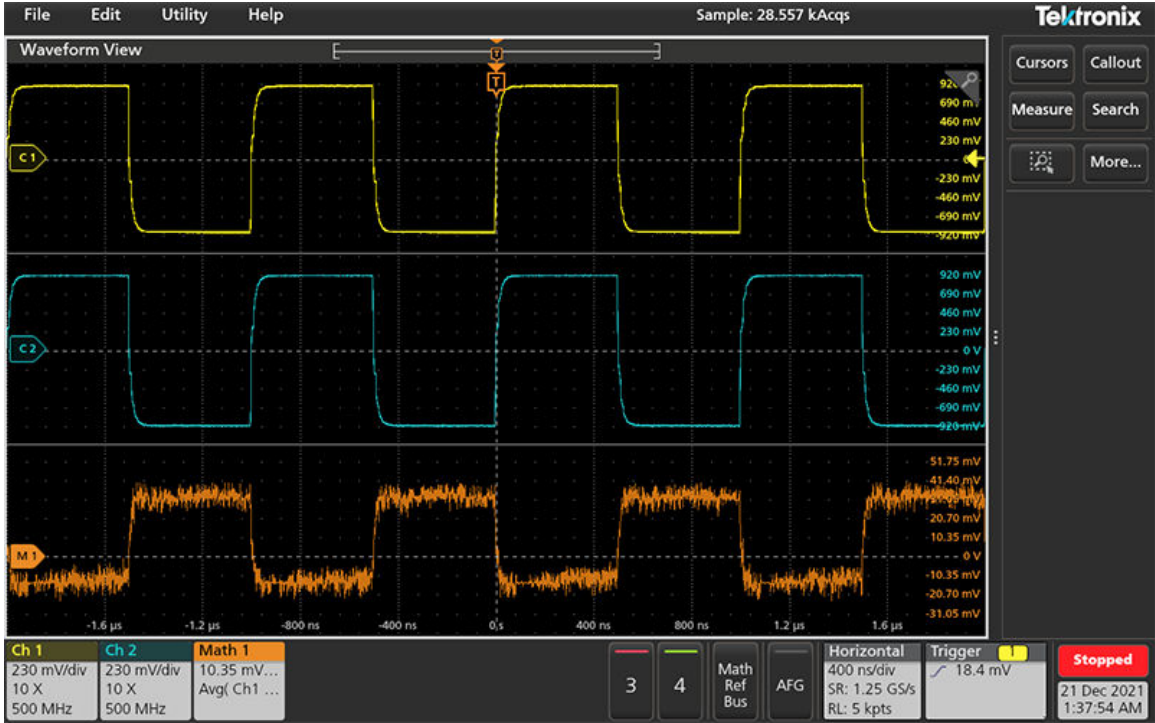 File Edit Utility Help Sample: 28.557 kAcqs Tektronix
Waveform View
T
T
Cursors Callout
Measure Search
More...
C 1
690 m
460 mV
230 mV
-230 mV
-460 mV
-690 mV
-920 mV
C 2
920 mV
690 mV
460 mV
230 mV
0 V
-230 mV
-460 mV
-690 mV
-920 mV
M 1
51.75 mV
41.40 mV
20.70 mV
10.35 mV
0 V
-10.35 mV
-20.70 mV
-31.05 mV
-1.6 µs -1.2 µs -800 ns -400 ns 0 s 400 ns 800 ns 1.2 µs 1.6 µs
Ch 1
230 mV/div
10 X
500 MHz
Ch 2
230 mV/div
10 X
500 MHz
Math 1
10.35 mV...
Avg( Ch1 ...
3
4
Math
Ref
Bus
AFG
Horizontal
400 ns/div
SR: 1.25 GS/s
RL: 5 kpts
Trigger 1
18.4 mV
Stopped
21 Dec 2021
1:37:54 AM